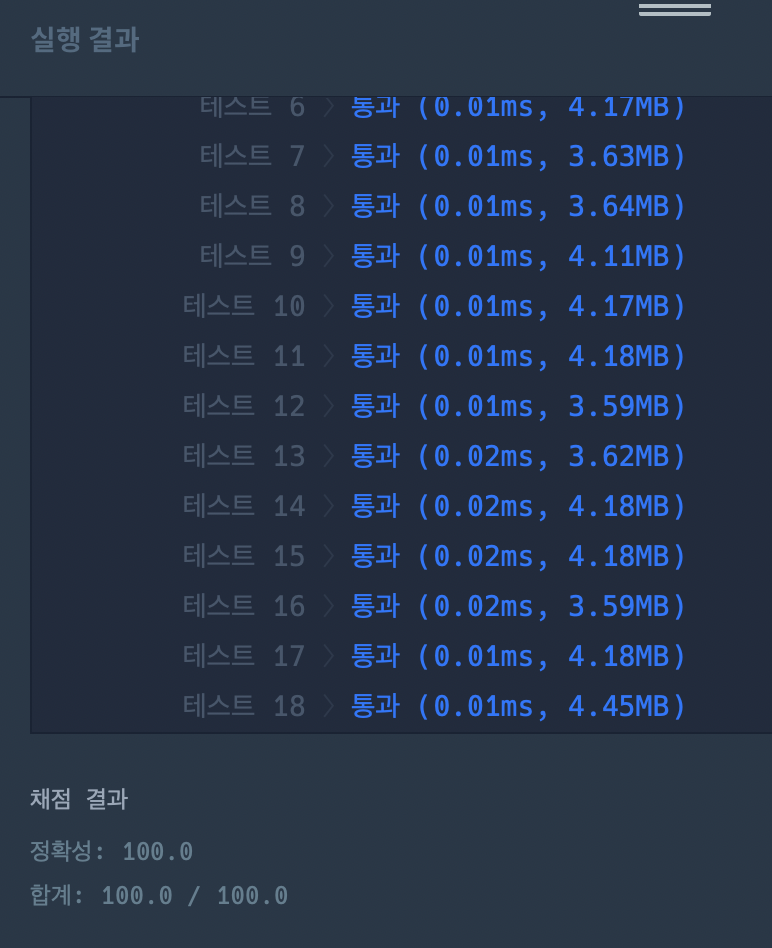 실행 결과
테스트 6 〉 통과 (0.01ms, 4.17MB)
테스트 7 〉 통과 (0.01ms, 3.63MB)
테스트 8 〉 통과 (0.01ms, 3.64MB)
테스트 9 〉 통과 (0.01ms, 4.11MB)
테스트 10 〉 통과 (0.01ms, 4.17MB)
테스트 11 〉 통과 (0.01ms, 4.18MB)
테스트 12 〉 통과 (0.01ms, 3.59MB)
테스트 13 〉 통과 (0.02ms, 3.62MB)
테스트 14 〉 통과 (0.02ms, 4.18MB)
테스트 15 〉 통과 (0.02ms, 4.18MB)
테스트 16 〉 통과 (0.02ms, 3.59MB)
테스트 17 〉 통과 (0.01ms, 4.18MB)
테스트 18 〉 통과 (0.01ms, 4.45MB)
채점 결과
정확성: 100.0
합계: 100.0 / 100.0